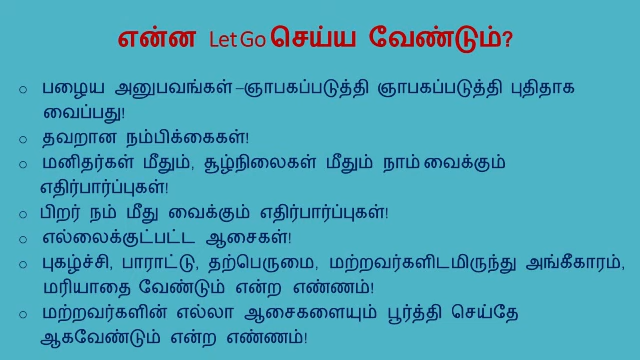 என்ன Let Go செய்ய வேண்டும்?
○ பழைய அனுபவங்கள் –ஞாபகப்படுத்தி ஞாபகப்படுத்தி புதிதாக
வைப்பது!
○ தவறான நம்பிக்கைகள்!
○ மனிதர்கள் மீதும், சூழ்நிலைகள் மீதும் நாம் வைக்கும்
எதிர்பார்ப்புகள்!
○ பிறர் நம் மீது வைக்கும் எதிர்பார்ப்புகள்!
○ எல்லைக்குட்பட்ட ஆசைகள்!
○ புகழ்ச்சி, பாராட்டு, தற்பெருமை, மற்றவர்களிடமிருந்து அங்கீகாரம்,
மரியாதை வேண்டும் என்ற எண்ணம்!
○ மற்றவர்களின் எல்லா ஆசைகளையும் பூர்த்தி செய்தே
ஆகவேண்டும் என்ற எண்ணம்!